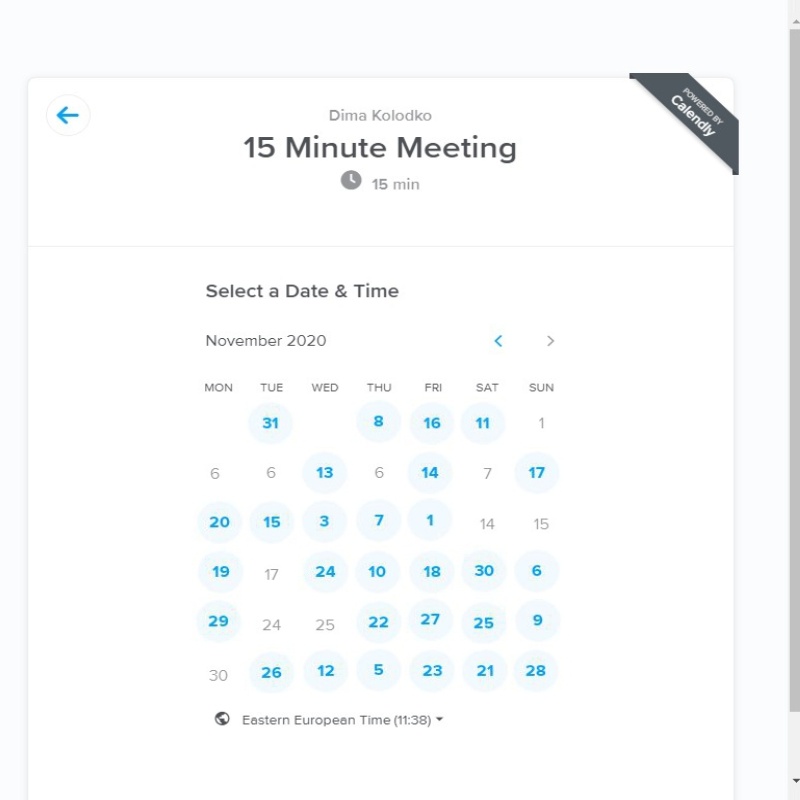 POWERED BY
Calendly
Dima Kolodko
15 Minute Meeting
15 min
Select a Date & Time
November 2020
MON TUE WED THU FRI SAT SUN
31 8 16 11 1
6 6 13 6 14 7 17
20 15 3 7 1 14 15
19 17 24 10 18 30 6
29 24 25 22 27 25 9
30 26 12 5 23 21 28
Eastern European Time (11:38)